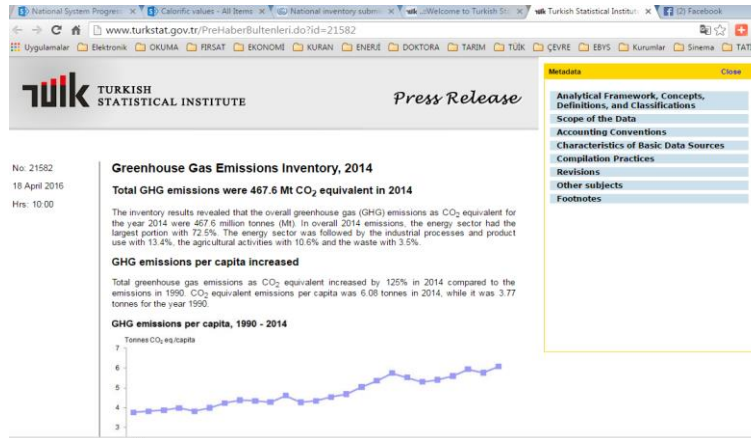 National System Progress
Calorific values - All Items
National inventory submi
..::Welcome to Turkish Sta
Turkish Statistical Institut
(2) Facebook
www.turkstat.gov.tr/PreHaberBultenleri.do?id=21582
Uygulamalar Elektronik OKUMA FIRSAT EKONOMİ KURAN ENERJİ DOKTORA TARIM TÜİK ÇEVRE EBYS Kurumlar Sinema TATİ
TUİK
TURKISH
STATISTICAL INSTITUTE
Press Release
Metadata Close
Analytical Framework, Concepts,
Definitions, and Classifications
Scope of the Data
Accounting Conventions
Characteristics of Basic Data Sources
Compilation Practices
Revisions
Other subjects
Footnotes
No: 21582
18 April 2016
Hrs: 10:00
Greenhouse Gas Emissions Inventory, 2014
Total GHG emissions were 467.6 Mt CO2 equivalent in 2014
The inventory results revealed that the overall greenhouse gas (GHG) emissions as CO2 equivalent for
the year 2014 were 467.6 million tonnes (Mt). In overall 2014 emissions, the energy sector had the
largest portion with 72.5%. The energy sector was followed by the industrial processes and product
use with 13.4%, the agricultural activities with 10.6% and the waste with 3.5%.
GHG emissions per capita increased
Total greenhouse gas emissions as CO2 equivalent increased by 125% in 2014 compared to the
emissions in 1990. CO2 equivalent emissions per capita was 6.08 tonnes in 2014, while it was 3.77
tonnes for the year 1990.
GHG emissions per capita, 1990 - 2014
Tonnes CO2 eq./capita
7
6
5
4
3